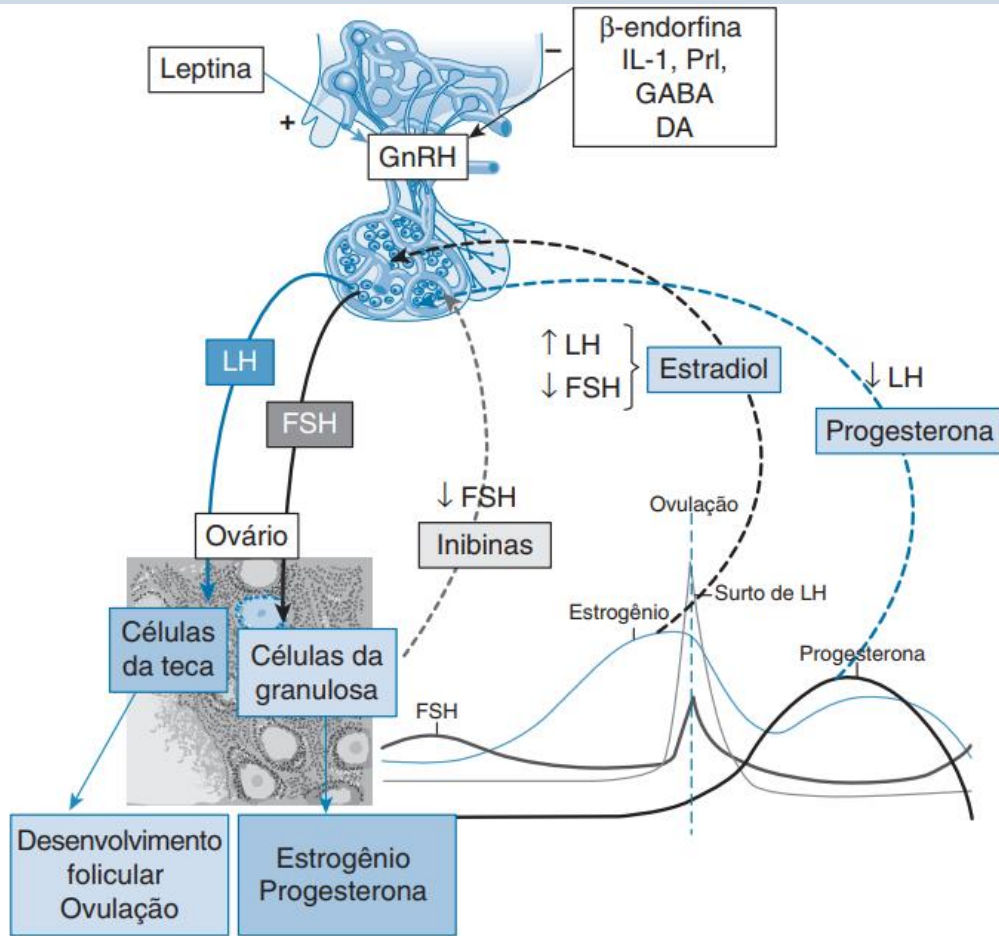 Leptina
+
–
β-endorfina
IL-1, Prl,
GABA
DA
GnRH
LH
FSH
↑ LH
↓ FSH
Estradiol
↓ LH
Progesterona
↓ FSH
Inibinas
Ovário
Células
da teca
Células da
granulosa
Desenvolvimento
folicular
Ovulação
Estrogênio
Progesterona
Ovulação
Surto de LH
Estrogênio
Progesterona
FSH